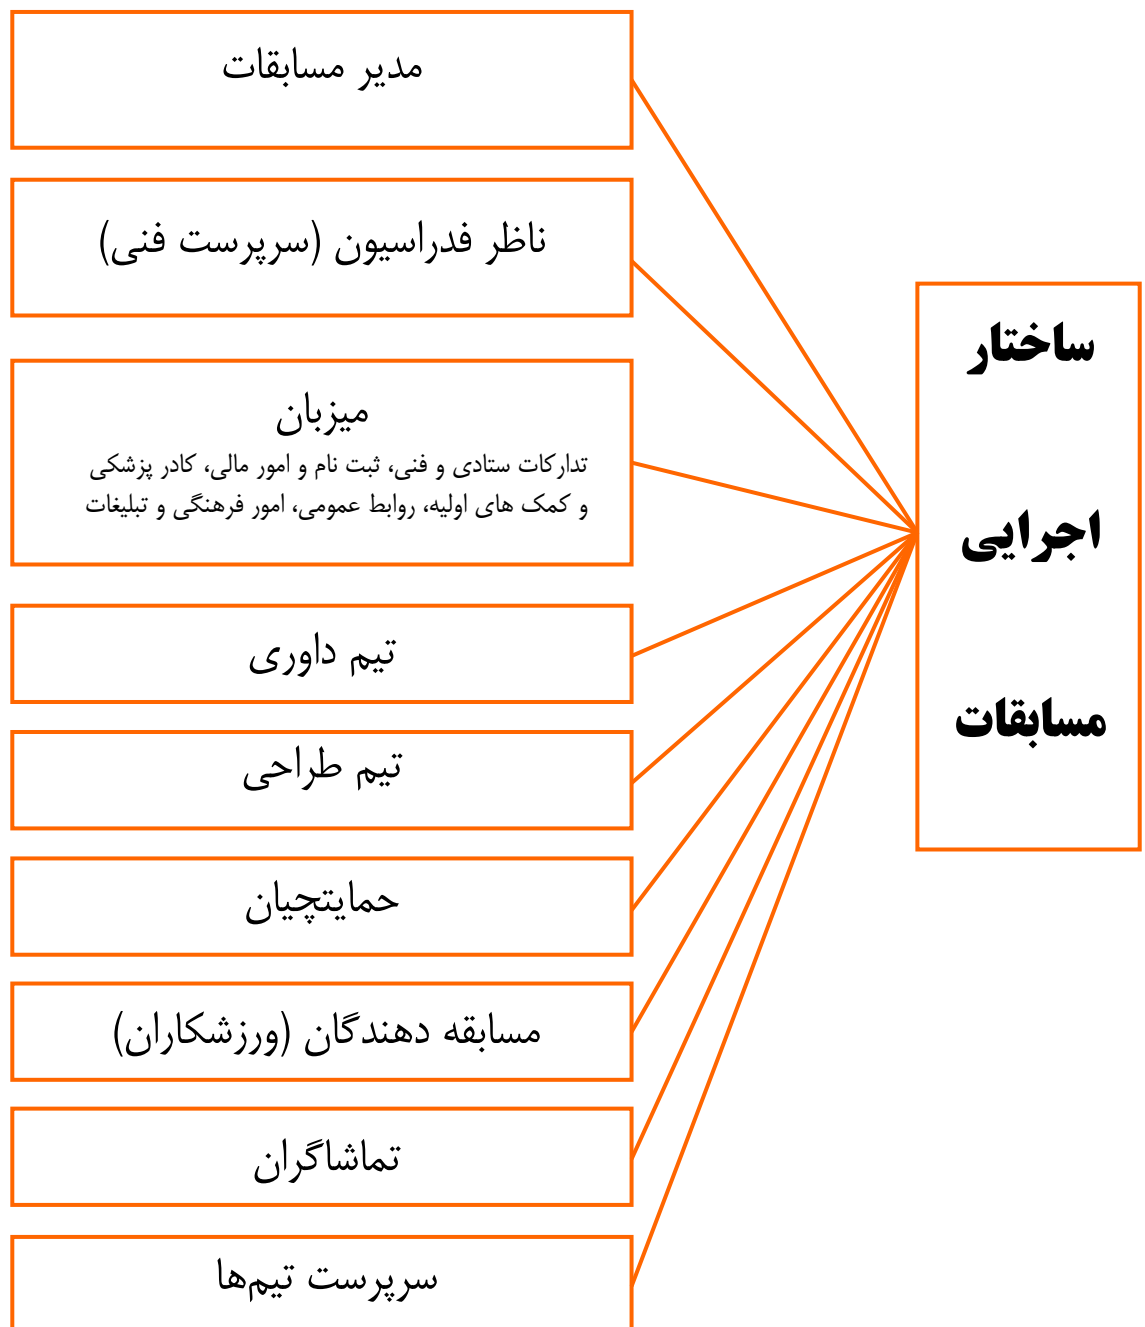 ساختار
اجرایی
مسابقات
مدیر مسابقات
ناظر فدراسیون (سرپرست فنی)
میزبان
تدارکات ستادی و فنی، ثبت نام و امور مالی، کادر پزشکی
و کمک های اولیه، روابط عمومی، امور فرهنگی و تبلیغات
تیم داوری
تیم طراحی
حمایتچیان
مسابقه دهندگان (ورزشکاران)
تماشاگران
سرپرست تیم‌ها